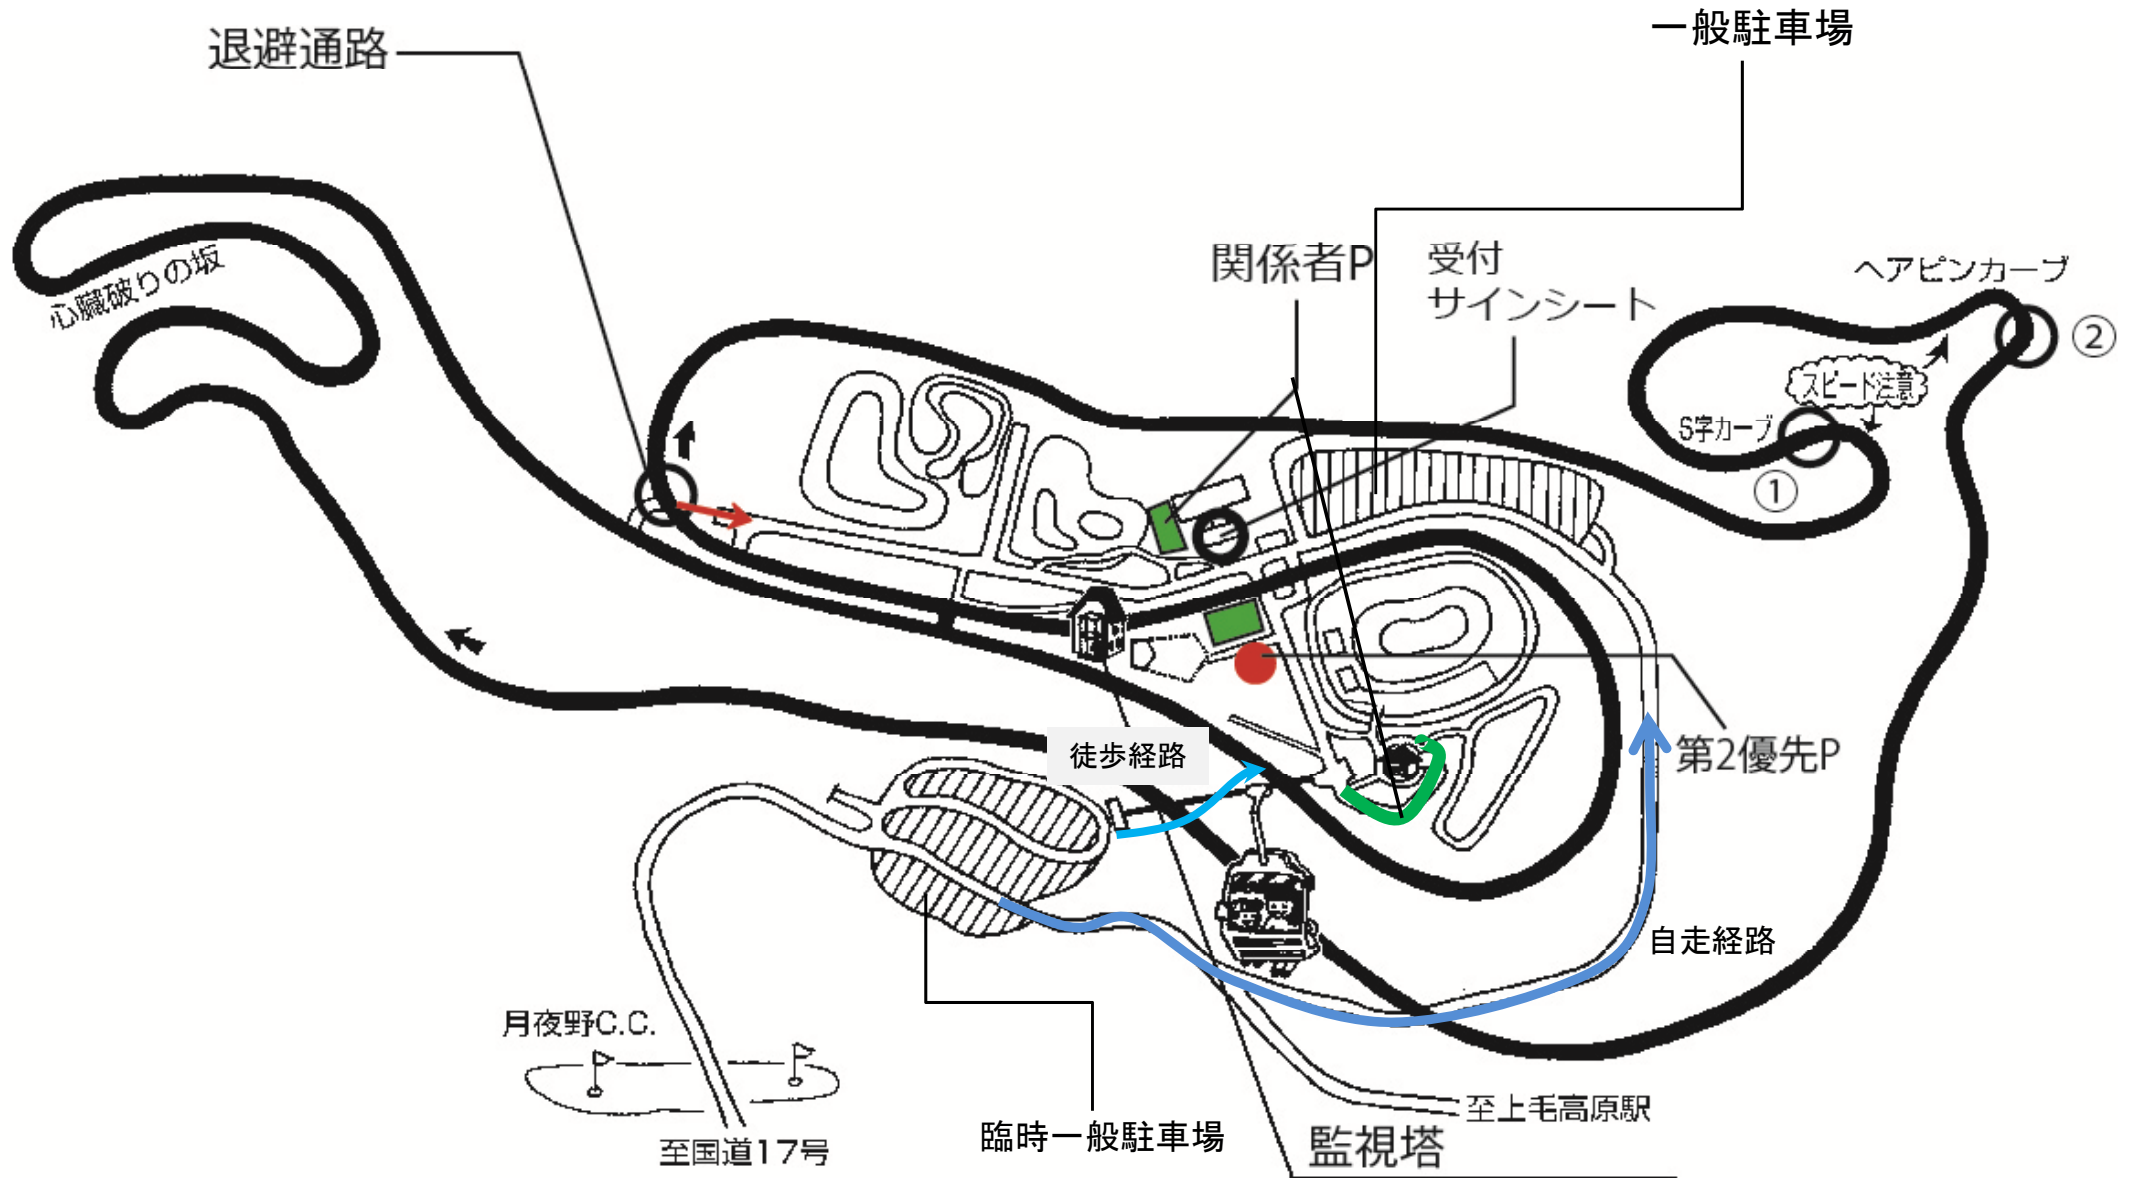 一般駐車場
退避通路
関係者P
受付
サインシート
ヘアピンカーブ
心臓破りの坂
②
スピード注意
S字カーブ
①
徒歩経路
第2優先P
自走経路
月夜野C.C.
至上毛高原駅
臨時一般駐車場
監視塔
至国道17号